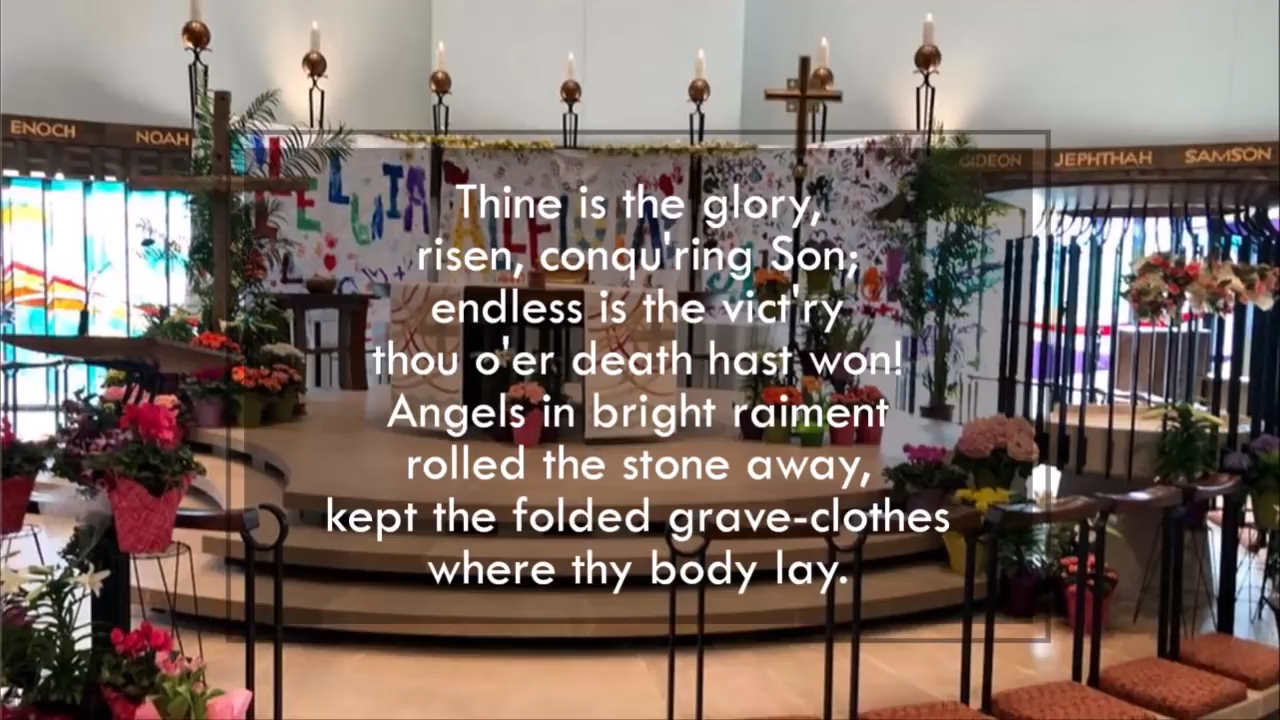 ENOCH NOAH
GIDEON JEPHTHAH SAMSON
ALLELUIA ALLELUIA
Thine is the glory,
risen, conqu'ring Son;
endless is the vict'ry
thou o'er death hast won!
Angels in bright raiment
rolled the stone away,
kept the folded grave-clothes
where thy body lay.